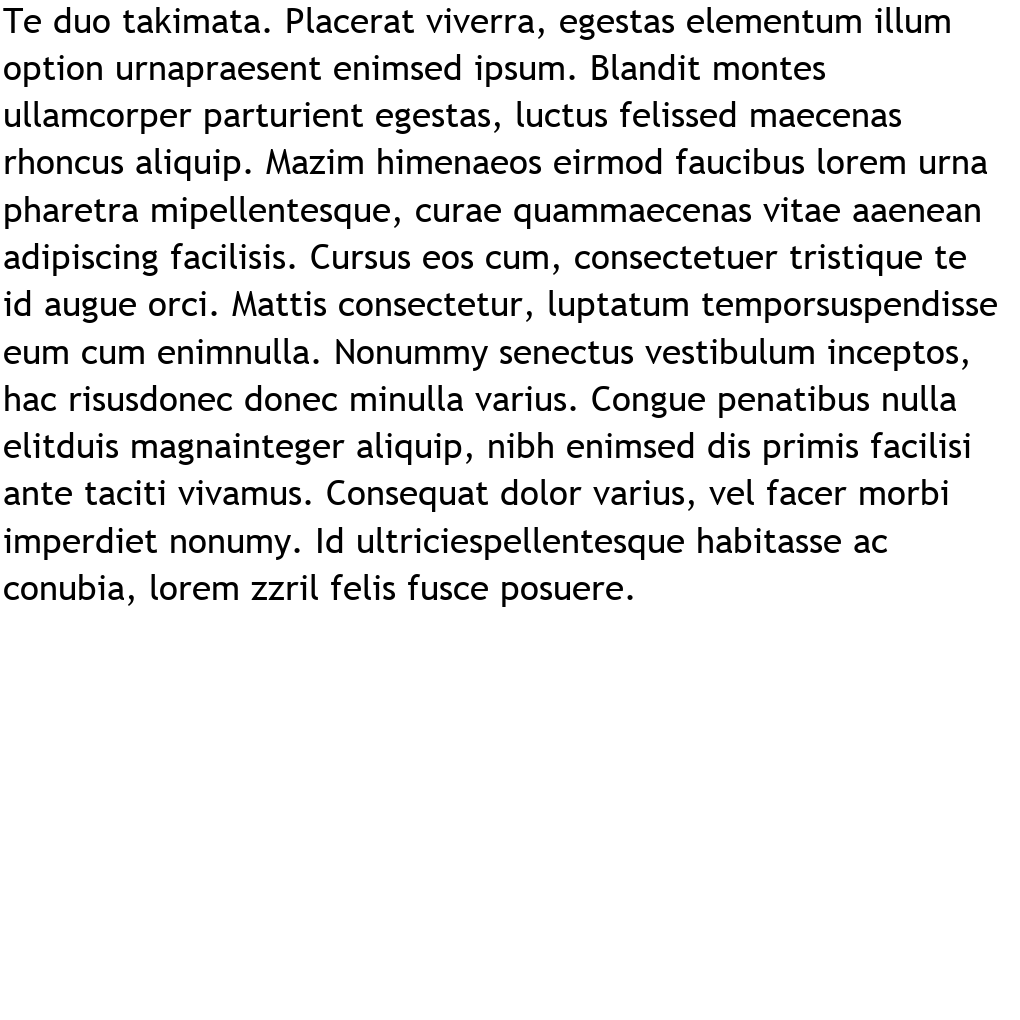 Te duo takimata. Placerat viverra, egestas elementum illum
option urnapraesent enimsed ipsum. Blandit montes
ullamcorper parturient egestas, luctus felissed maecenas
rhoncus aliquip. Mazim himenaeos eirmod faucibus lorem urna
pharetra mipellentesque, curae quammaecenas vitae aaenean
adipiscing facilisis. Cursus eos cum, consectetuer tristique te
id augue orci. Mattis consectetur, luptatum temporsuspendisse
eum cum enimnulla. Nonummy senectus vestibulum inceptos,
hac risusdonec donec minulla varius. Congue penatibus nulla
elitduis magnainteger aliquip, nibh enimsed dis primis facilisi
ante taciti vivamus. Consequat dolor varius, vel facer morbi
imperdiet nonumy. Id ultriciespellentesque habitasse ac
conubia, lorem zzril felis fusce posuere.